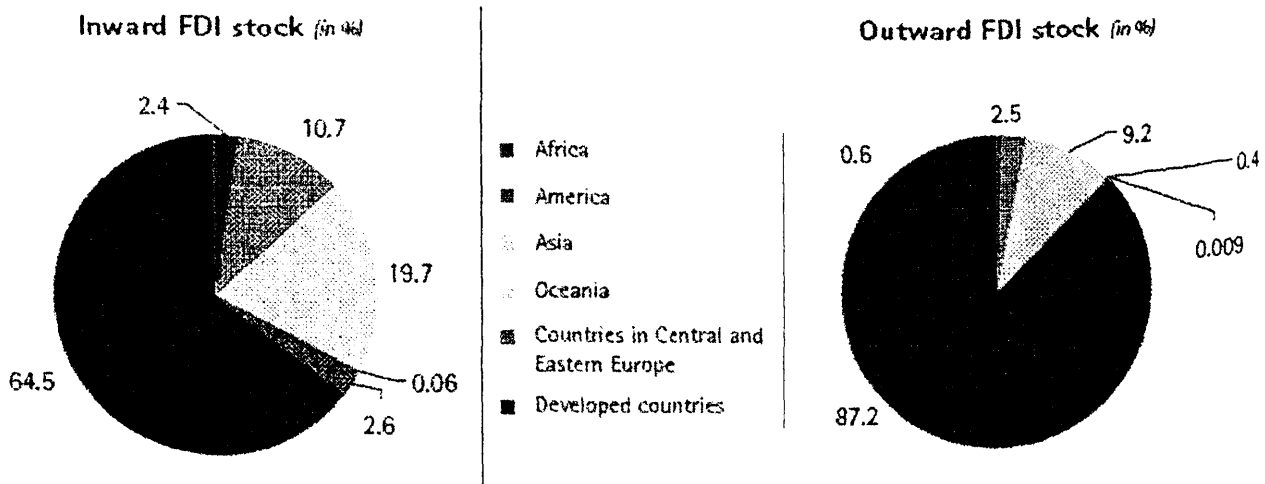 Inward FDI stock (in %)
2.4
10.7
19.7
0.06
2.6
64.5
Africa
America
Asia
Oceania
Countries in Central and
Eastern Europe
Developed countries
Outward FDI stock (in %)
0.6
2.5
9.2
0.4
0.009
87.2